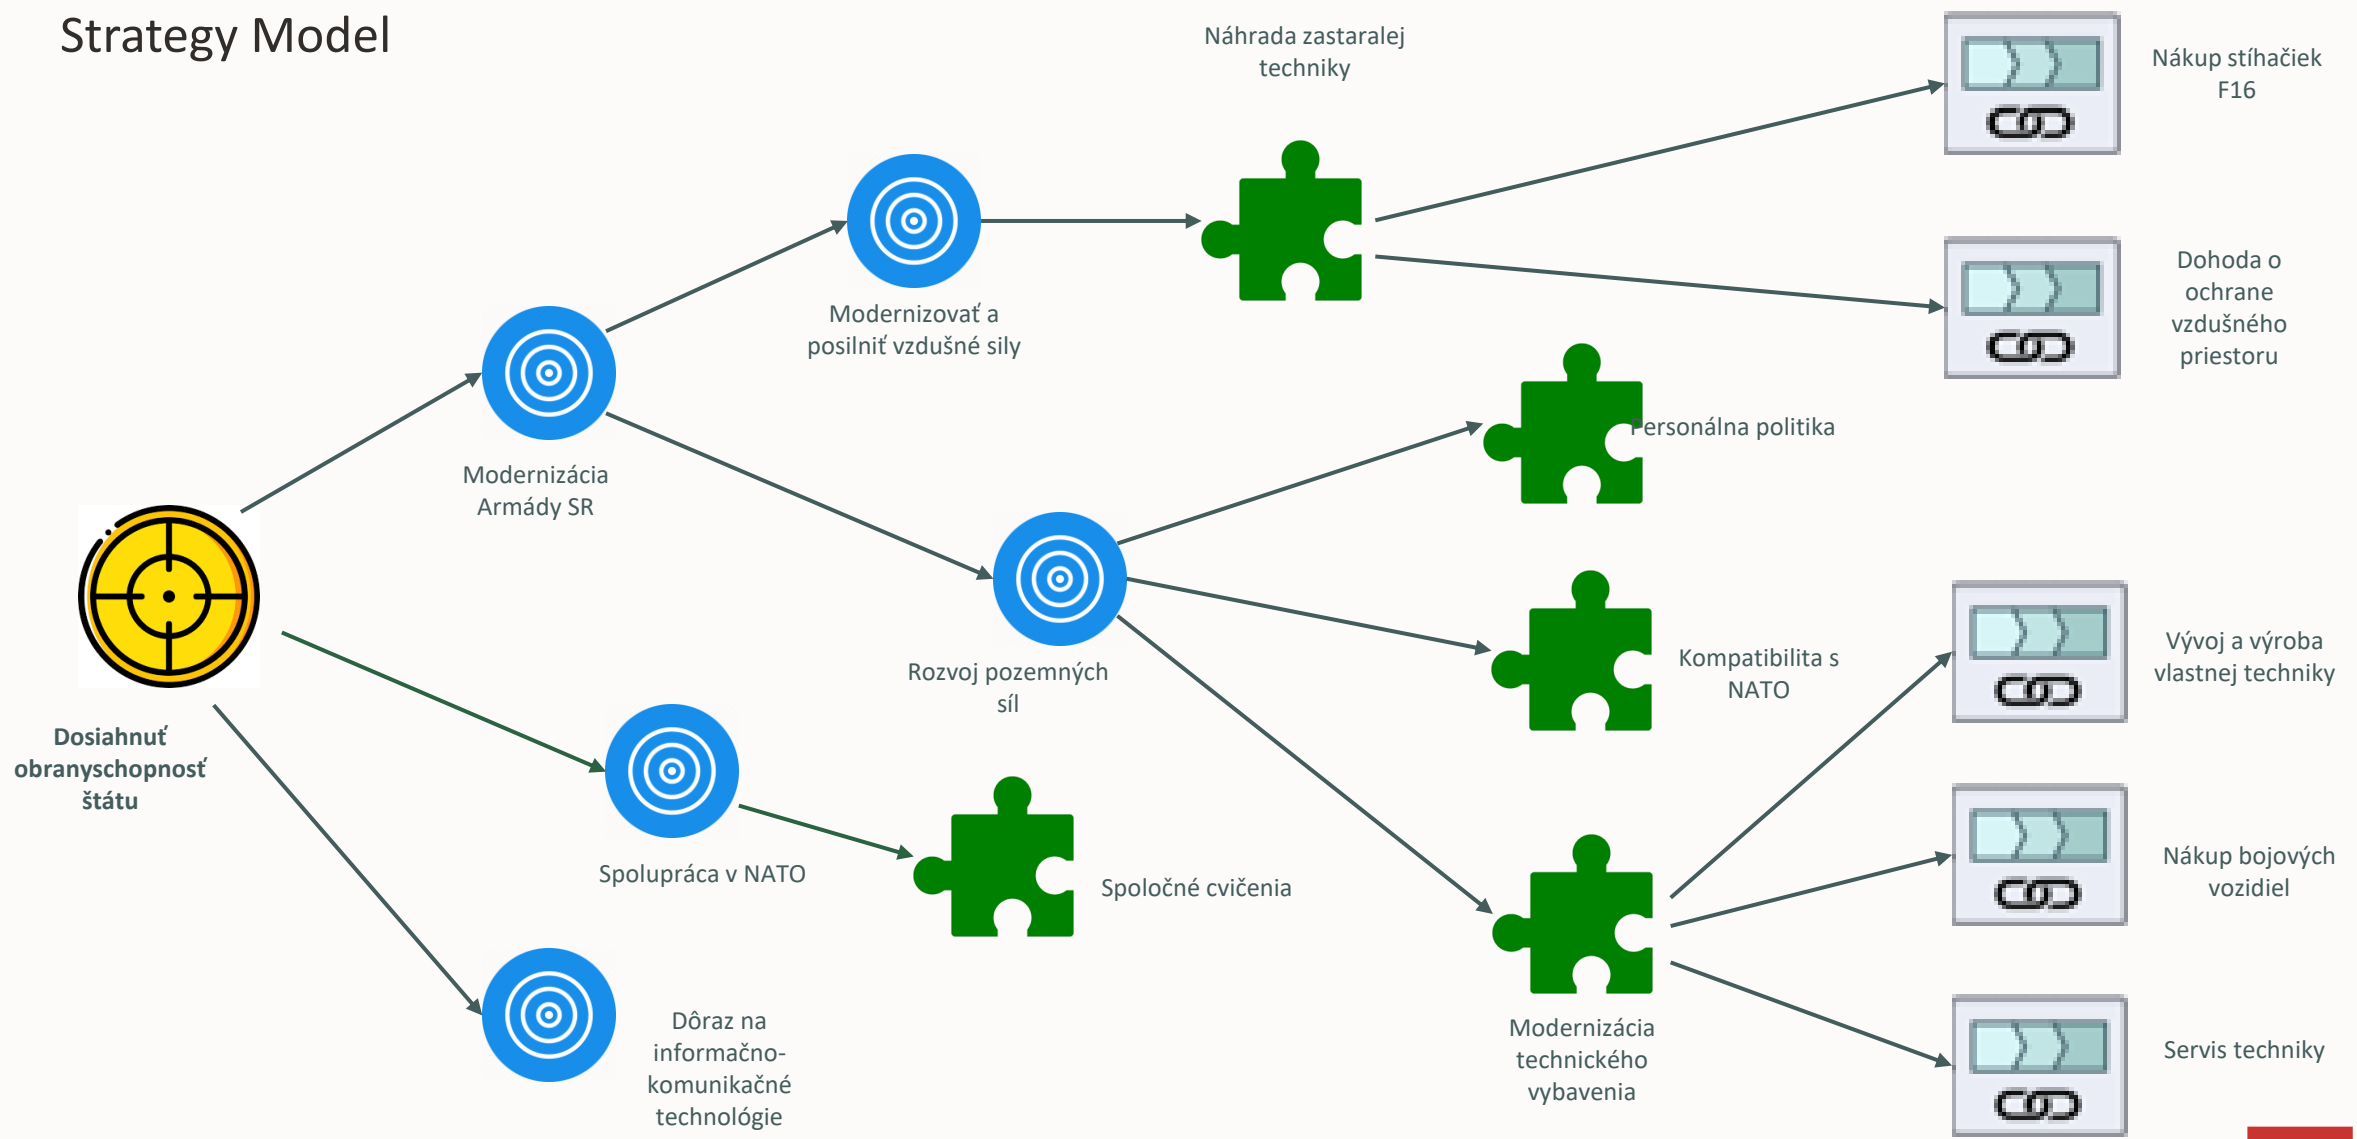 Strategy Model
Náhrada zastaralej
techniky
Nákup stíhačiek
F16
Dohoda o
ochrane
vzdušného
priestoru
Modernizovať a
posilniť vzdušné sily
Personálna politika
Modernizácia
Armády SR
Rozvoj pozemných
síl
Kompatibilita s
NATO
Vývoj a výroba
vlastnej techniky
Dosiahnuť
obranyschopnosť
štátu
Spolupráca v NATO
Spoločné cvičenia
Nákup bojových
vozidiel
Dôraz na
informačno-
komunikačné
technológie
Modernizácia
technického
vybavenia
Servis techniky